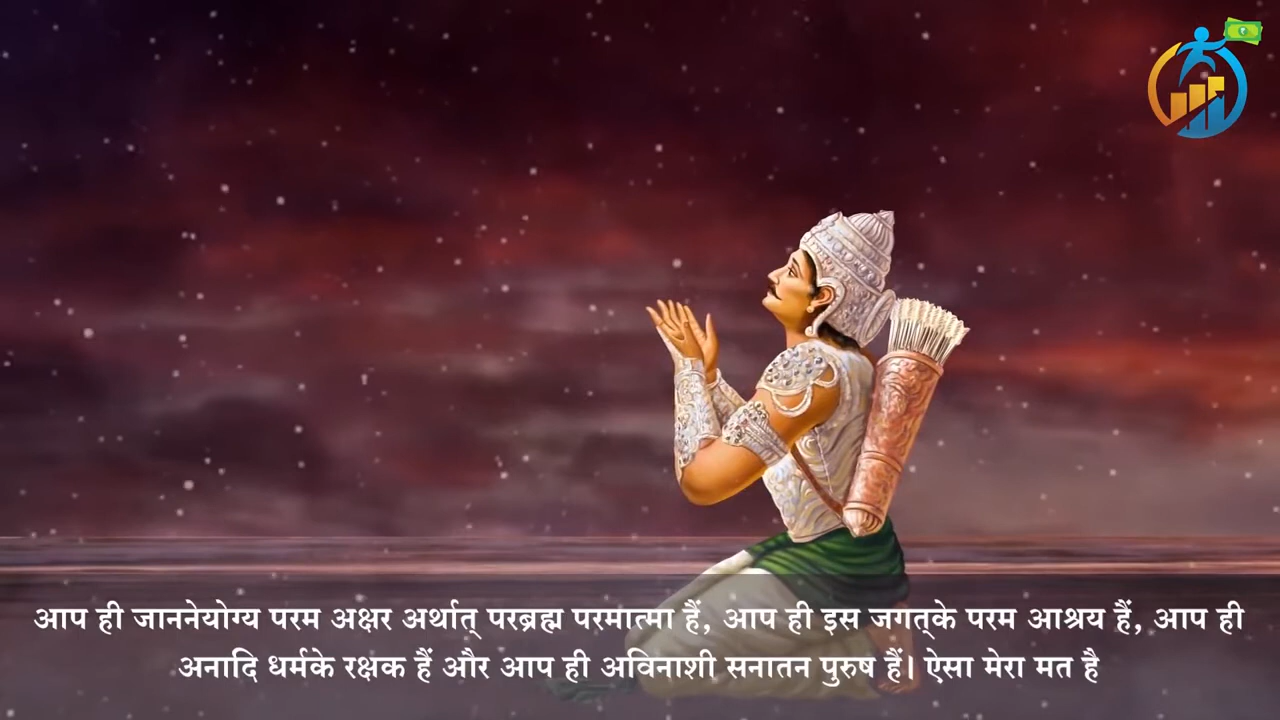 आप ही जाननेयोग्य परम अक्षर अर्थात् परब्रह्म परमात्मा हैं, आप ही इस जगत्‌के परम आश्रय हैं, आप ही
अनादि धर्मके रक्षक हैं और आप ही अविनाशी सनातन पुरुष हैं। ऐसा मेरा मत है